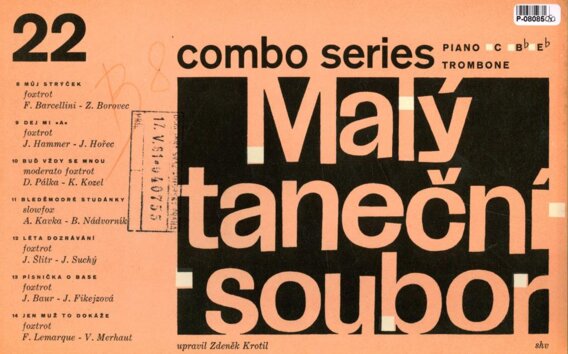 22
combo series
PIANO C Bb Eb
TROMBONE
P-08085
8 MŮJ STRÝČEK
foxtrot
F. Barcellini - Z. Borovec
9 DEJ MI »A«
foxtrot
J. Hammer - J. Hořec
10 BUĎ VŽDY SE MNOU
moderato foxtrot
D. Pálka - K. Kozel
11 BLEDĚMODRÉ STUDÁNKY
slowfox
A. Kavka - B. Nádvorník
12 LÉTA DOZRÁVÁNÍ
foxtrot
J. Šlitr - J. Suchý
13 PÍSNIČKA O BASE
foxtrot
J. Baur - J. Fikejzová
14 JEN MUŽ TO DOKÁŽE
foxtrot
F. Lemarque - V. Merhaut
Malý
taneční
soubor
upravil Zdeněk Krotil
shv